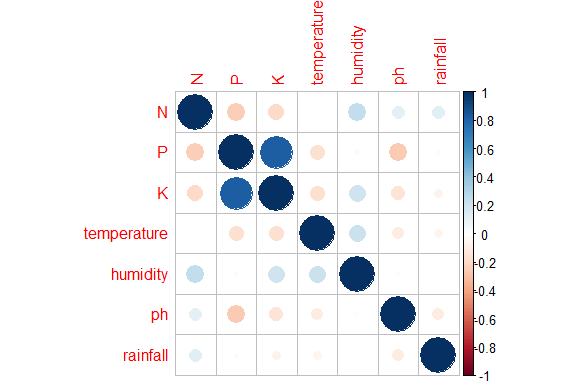 N P K temperature humidity ph rainfall
N
P
K
temperature
humidity
ph
rainfall
1
0.8
0.6
0.4
0.2
0
-0.2
-0.4
-0.6
-0.8
-1